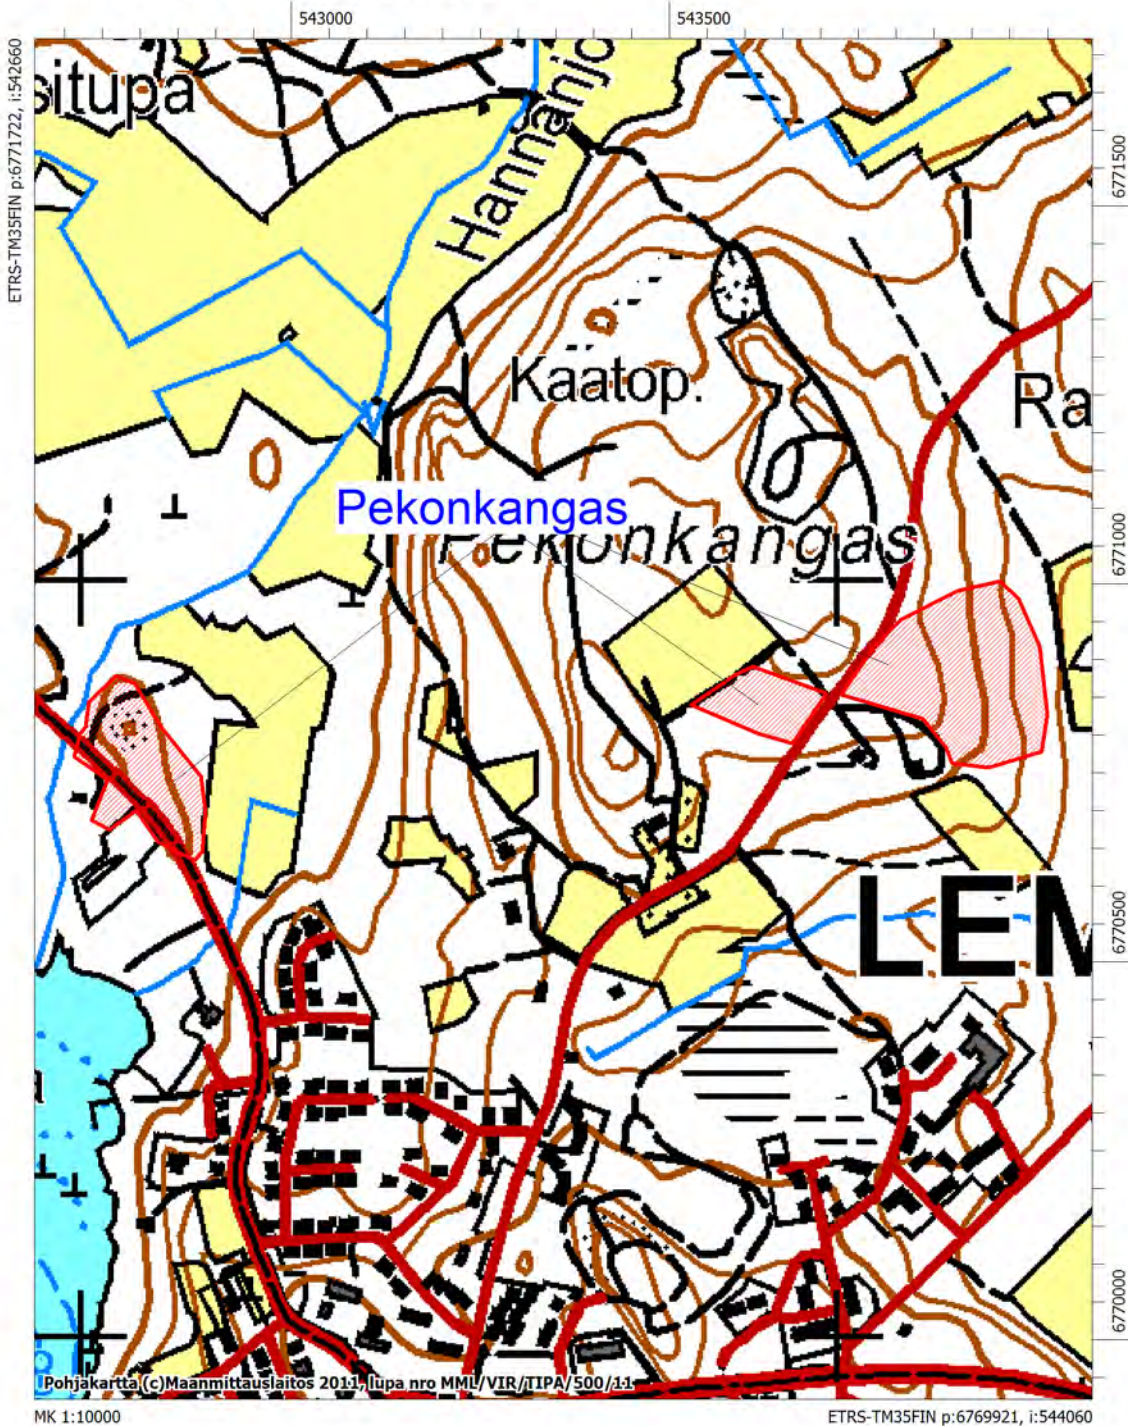 543000 543500
ETRS-TM35FIN p:6771722, i:542660
situpa
Hannanjo
6771500
Kaatop.
Ra
Pekonkangas
Pekonkangas
6771000
LEM
6770500
6770000
Pohjakartta (c)Maanmittauslaitos 2011, lupa nro MML/VIR/TIPA/500/11
MK 1:10000
ETRS-TM35FIN p:6769921, i:544060